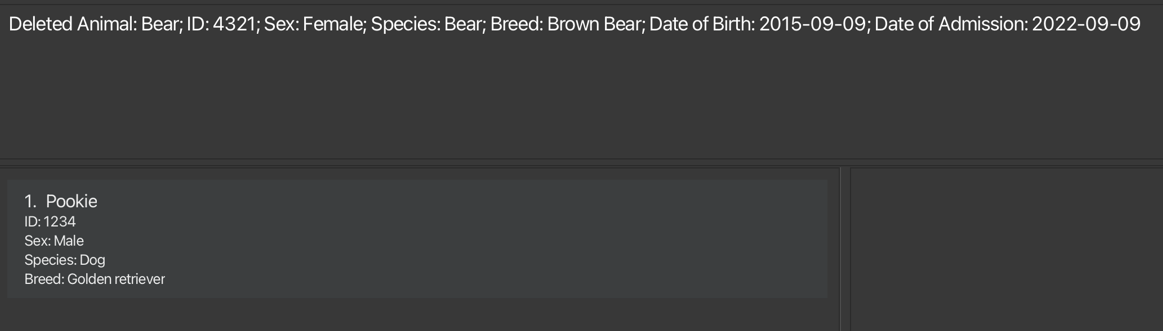 Deleted Animal: Bear; ID: 4321; Sex: Female; Species: Bear; Breed: Brown Bear; Date of Birth: 2015-09-09; Date of Admission: 2022-09-09
1. Pookie
ID: 1234
Sex: Male
Species: Dog
Breed: Golden retriever